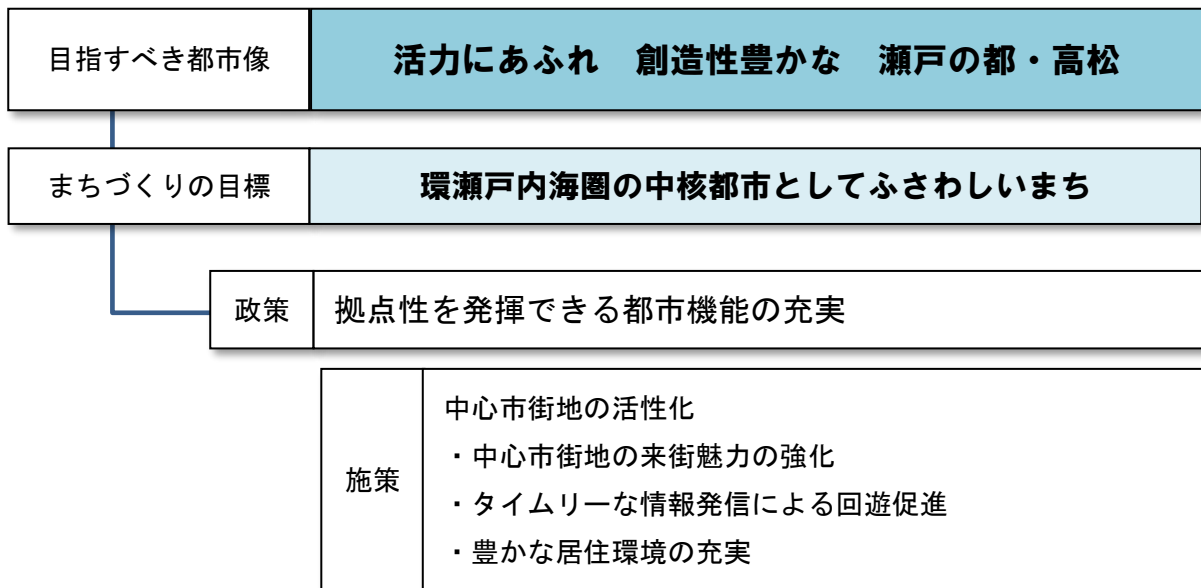 目指すべき都市像
活力にあふれ　創造性豊かな　瀬戸の都・高松
まちづくりの目標
環瀬戸内海圏の中核都市としてふさわしいまち
政策
拠点性を発揮できる都市機能の充実
施策
中心市街地の活性化
・中心市街地の来街魅力の強化
・タイムリーな情報発信による回遊促進
・豊かな居住環境の充実